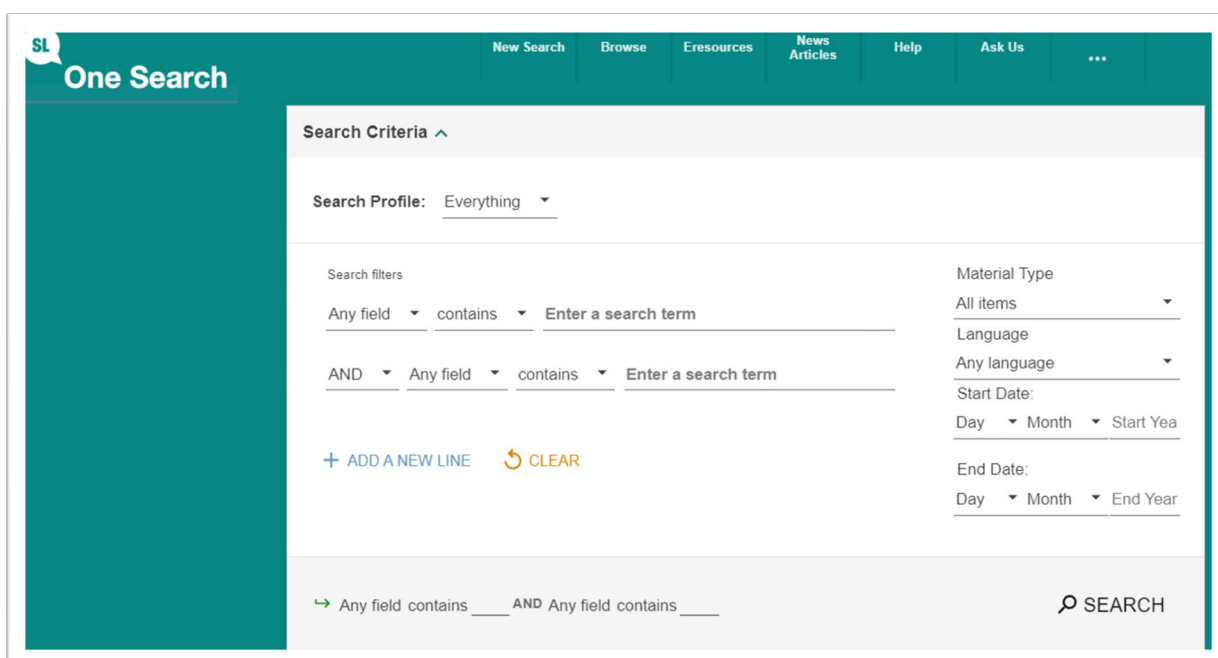 SL
One Search
New Search Browse Eresources News Articles Help Ask Us ...
Search Criteria
Search Profile: Everything
Search filters
Any field contains Enter a search term
AND Any field contains Enter a search term
+ ADD A NEW LINE CLEAR
Material Type
All items
Language
Any language
Start Date:
Day Month Start Yea
End Date:
Day Month End Year
Any field contains ____ AND Any field contains ____
SEARCH